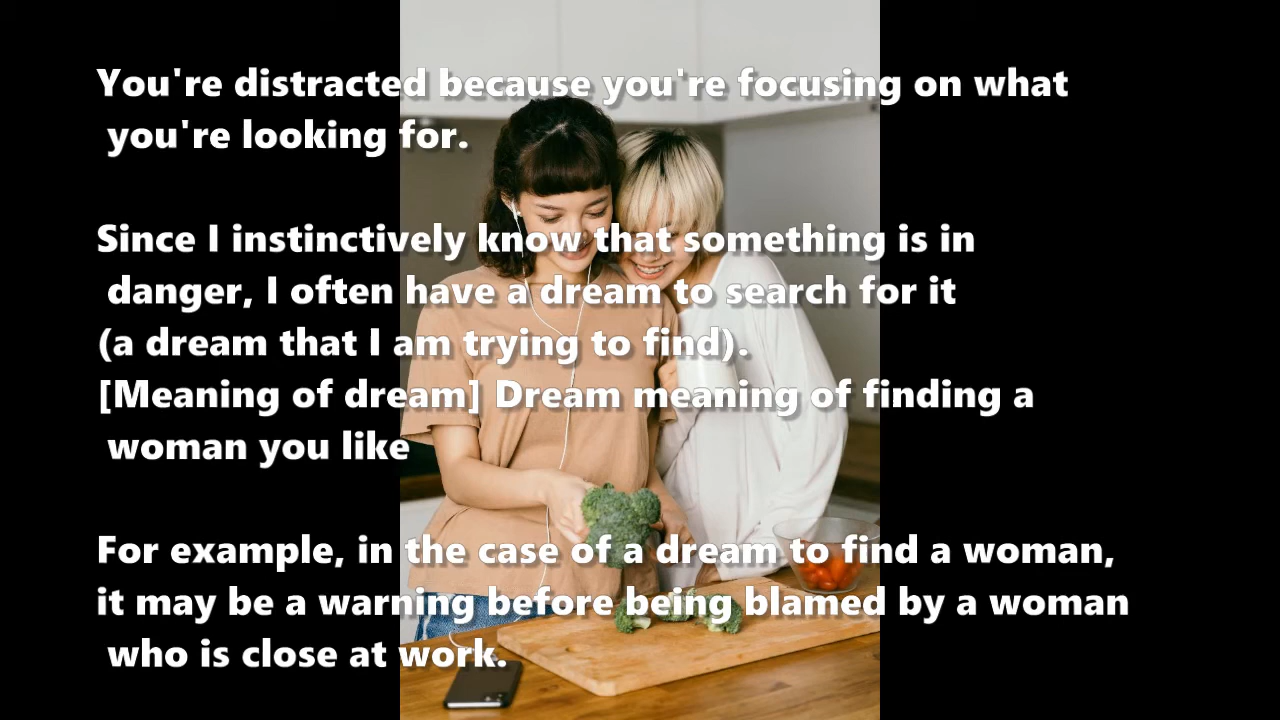 You're distracted because you're focusing on what
you're looking for.
Since I instinctively know that something is in
danger, I often have a dream to search for it
(a dream that I am trying to find).
[Meaning of dream] Dream meaning of finding a
woman you like
For example, in the case of a dream to find a woman,
it may be a warning before being blamed by a woman
who is close at work.